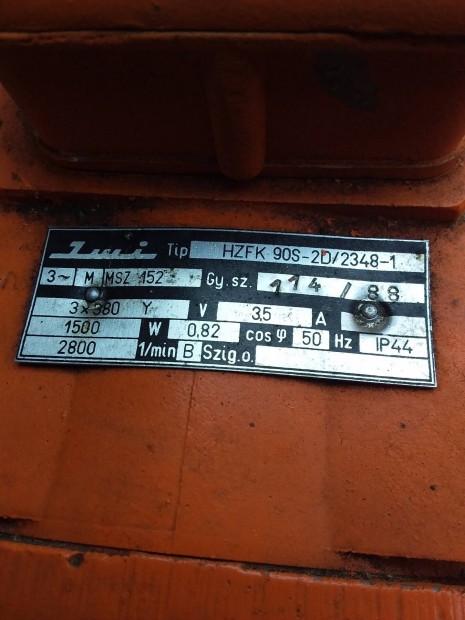 Tip HZFK 90S-2D/2348-1
3~ M MSZ 152 Gy. sz. 114 / 88
3×380 Y V 3.5 A
1500 W 0,82 cos φ 50 Hz IP44
2800 1/min B Szig.o.